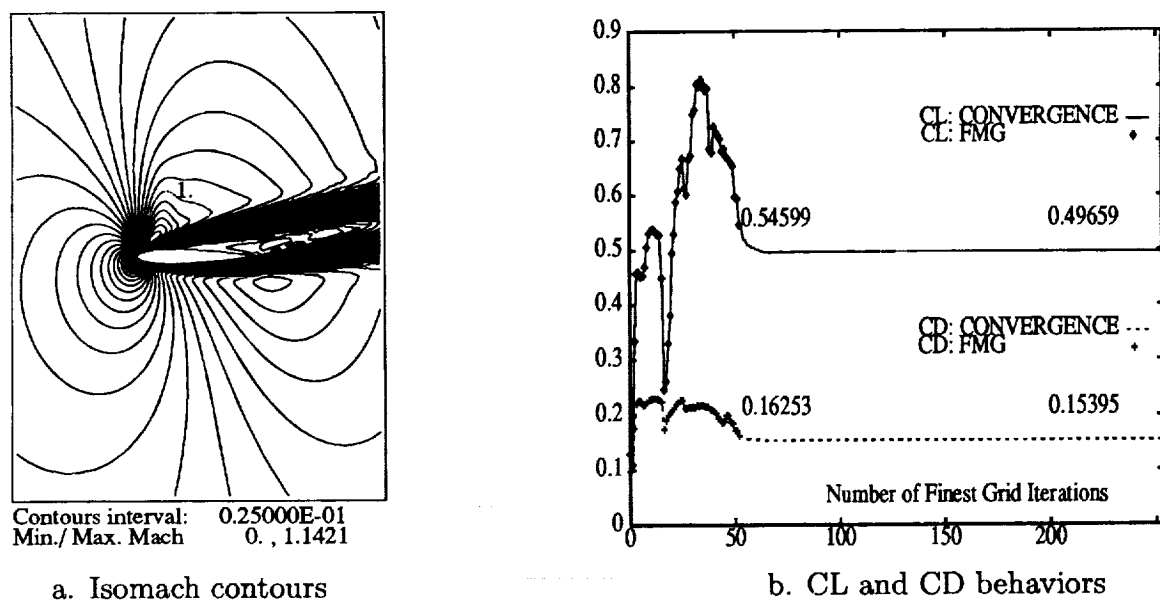 1.
Contours interval: 0.25000E-01
Min./ Max. Mach 0. , 1.1421
a. Isomach contours
0.9
0.8
0.7
0.6
0.5
0.4
0.3
0.2
0.1
0
CL: CONVERGENCE
CL: FMG
0.54599 0.49659
CD: CONVERGENCE
CD: FMG
0.16253 0.15395
Number of Finest Grid Iterations
0 50 100 150 200
b. CL and CD behaviors